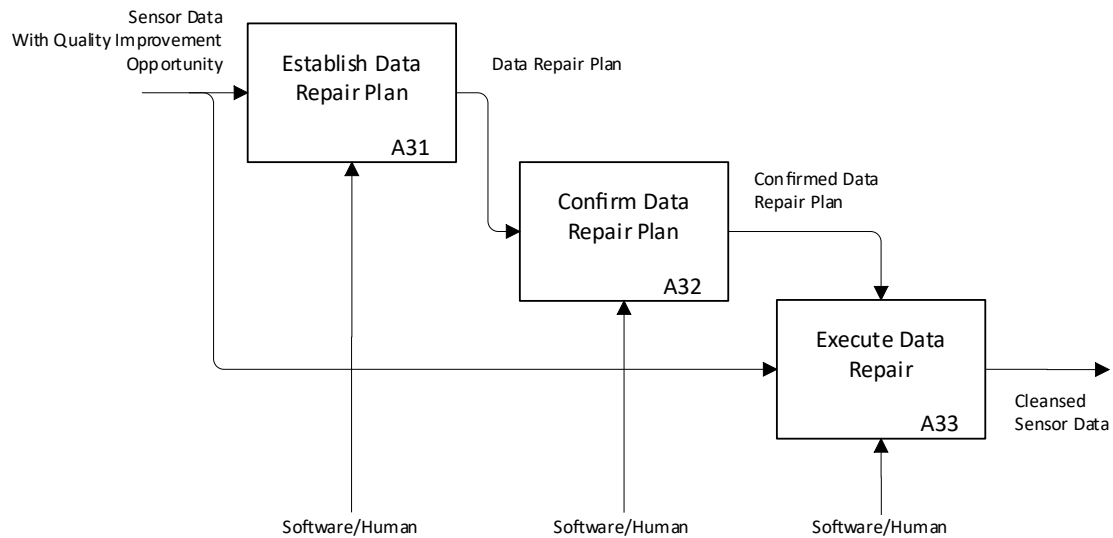 Sensor Data
With Quality Improvement
Opportunity
Establish Data
Repair Plan
A31
Data Repair Plan
Confirm Data
Repair Plan
A32
Confirmed Data
Repair Plan
Execute Data
Repair
A33
Cleansed
Sensor Data
Software/Human
Software/Human
Software/Human